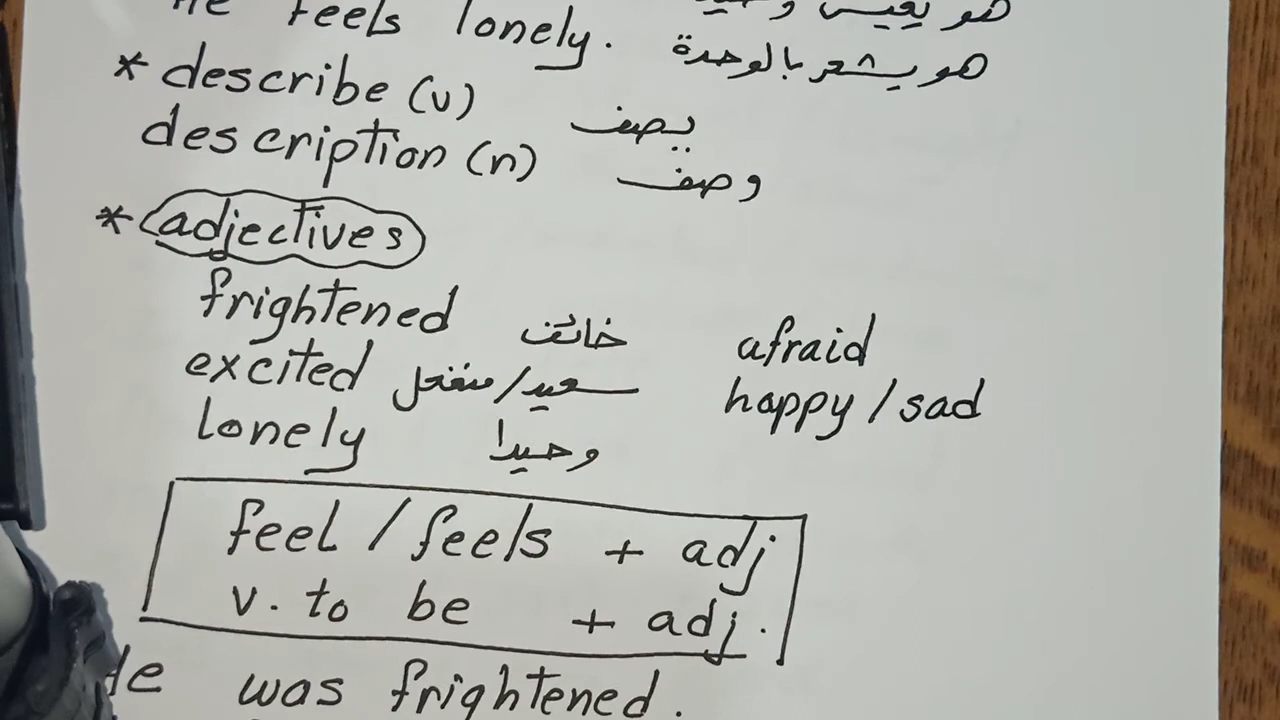 He feels lonely. هو يشعر بالوحدة
* describe (v) يصف
description (n) وصف
* adjectives
frightened خائف afraid
excited سعيد/منفعل happy / sad
lonely وحيدا
feel / feels + adj
v. to be + adj.
He was frightened.